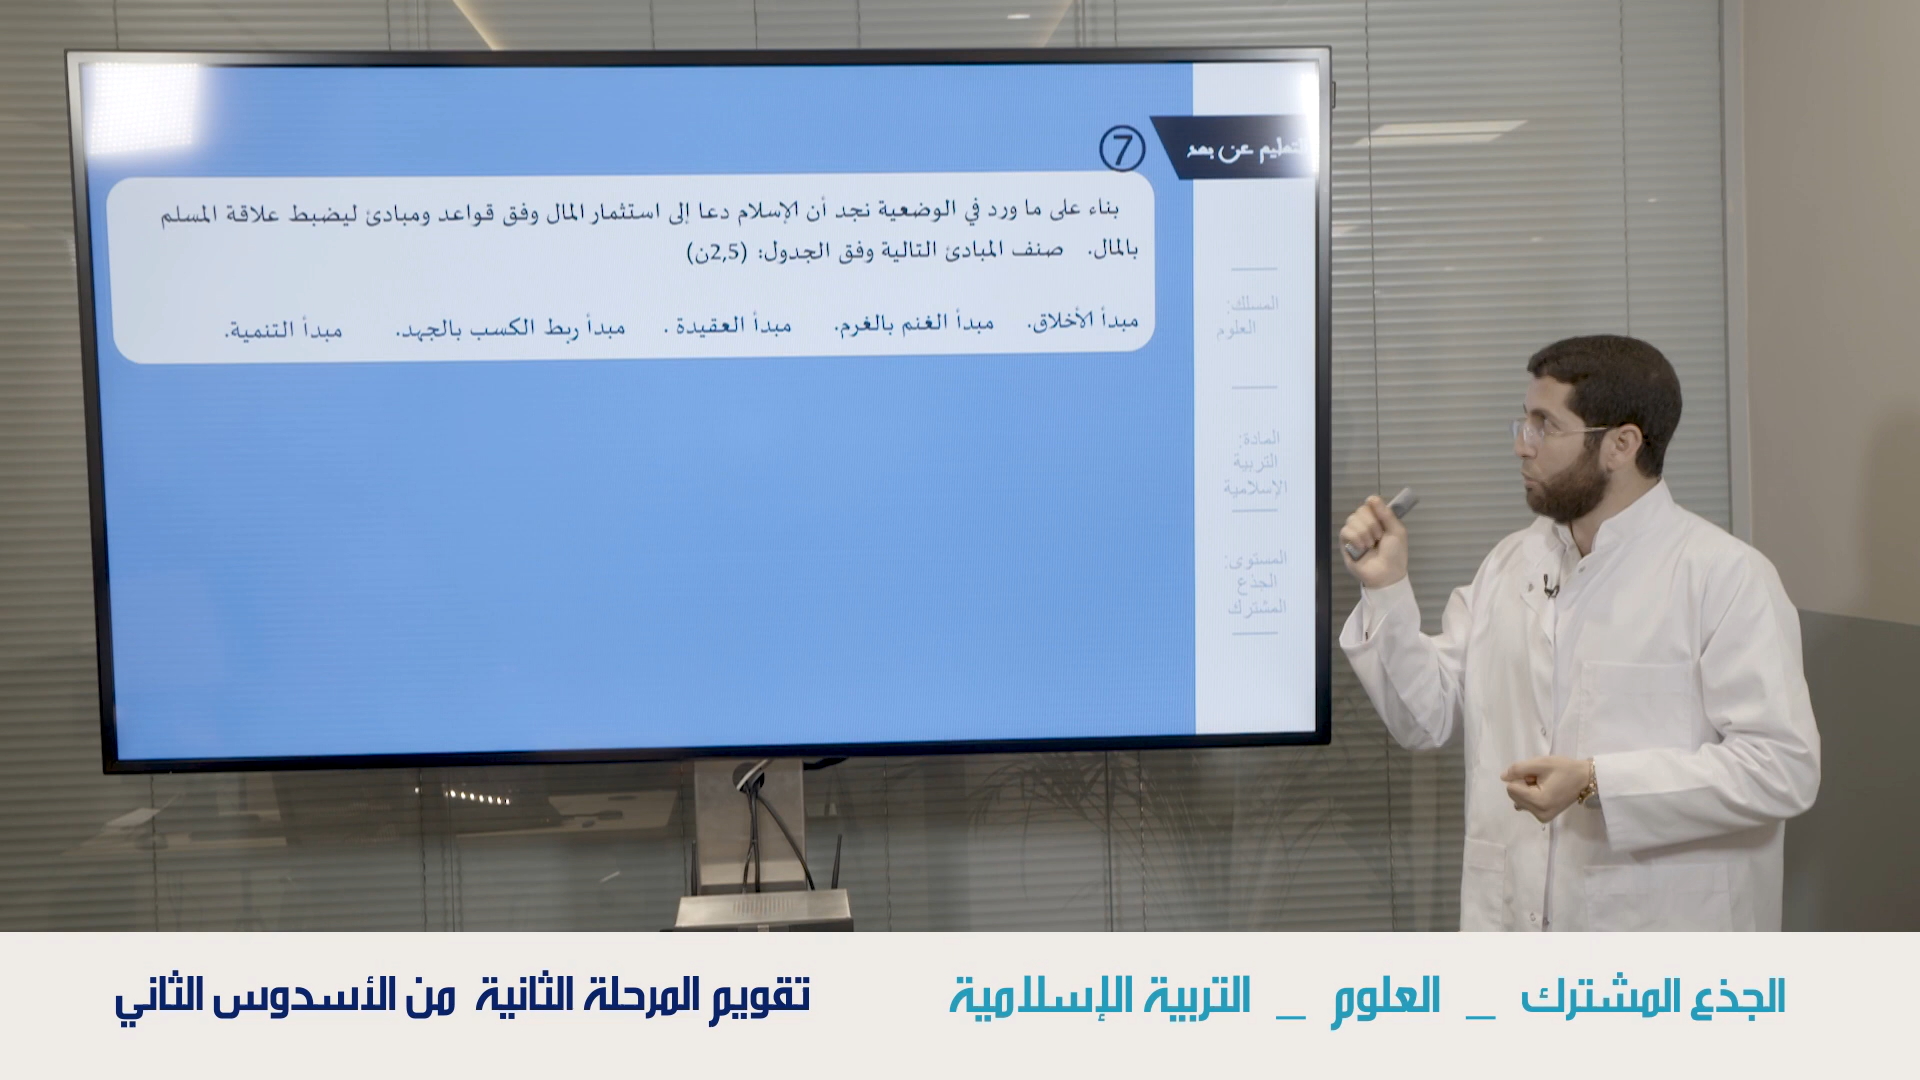 التعليم عن بعد
7
بناء على ما ورد في الوضعية نجد أن الإسلام دعا إلى استثمار المال وفق قواعد ومبادئ ليضبط علاقة المسلم
بالمال. صنف المبادئ التالية وفق الجدول: (2,5ن)
مبدأ الأخلاق. مبدأ الغنم بالغرم. مبدأ العقيدة . مبدأ ربط الكسب بالجهد. مبدأ التنمية.
المسلك:
العلوم
المادة:
التربية
الإسلامية
المستوى:
الجذع
المشترك
الجذع المشترك _ العلوم _ التربية الإسلامية تقويم المرحلة الثانية من الأسدوس الثاني